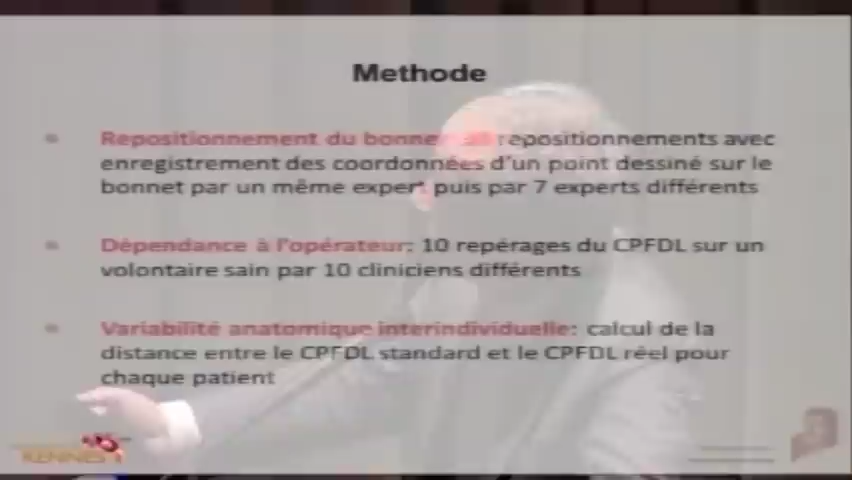 Methode
Repositionnement du bonnet repositionnements avec
enregistrement des coordonnées d'un point dessiné sur le
bonnet par un même expert puis par 7 experts différents
Dépendance à l'opérateur: 10 repérages du CPFDL sur un
volontaire sain par 10 cliniciens différents
Variabilité anatomique interindividuelle: calcul de la
distance entre le CPFDL standard et le CPFDL réel pour
chaque patient